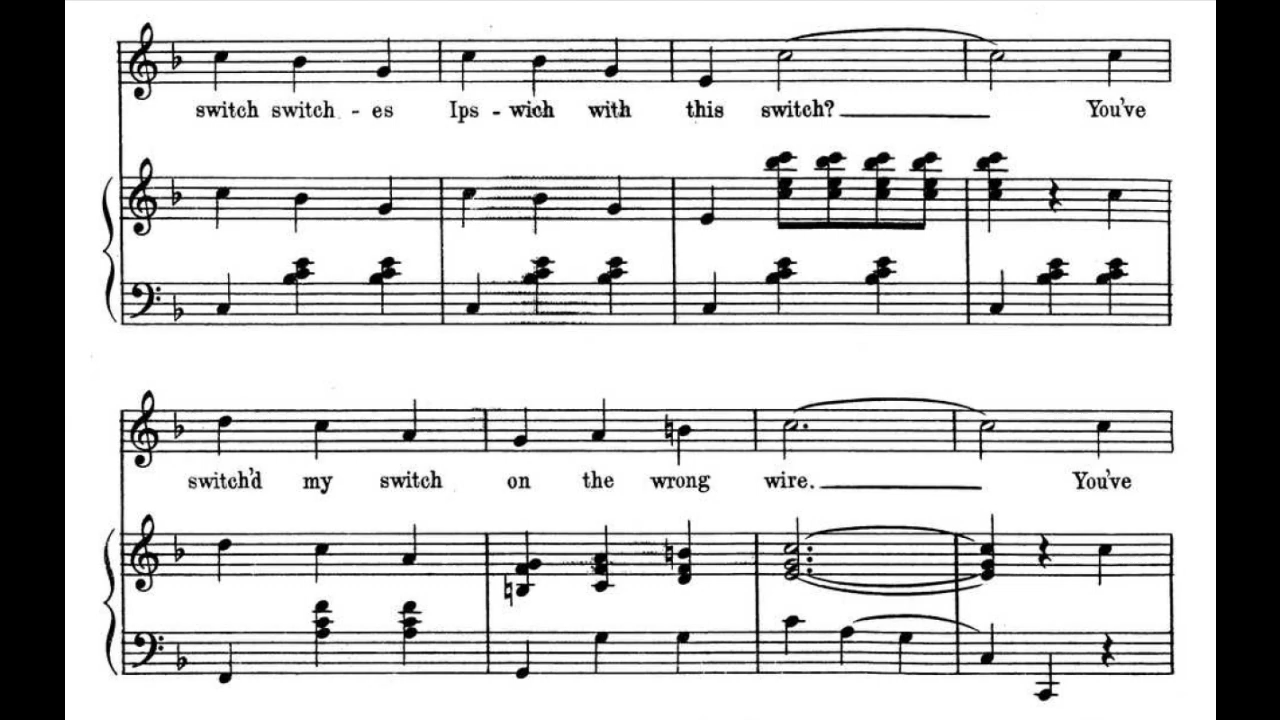 switch switch - es Ips - wich with this switch? You've
switch'd my switch on the wrong wire. You've